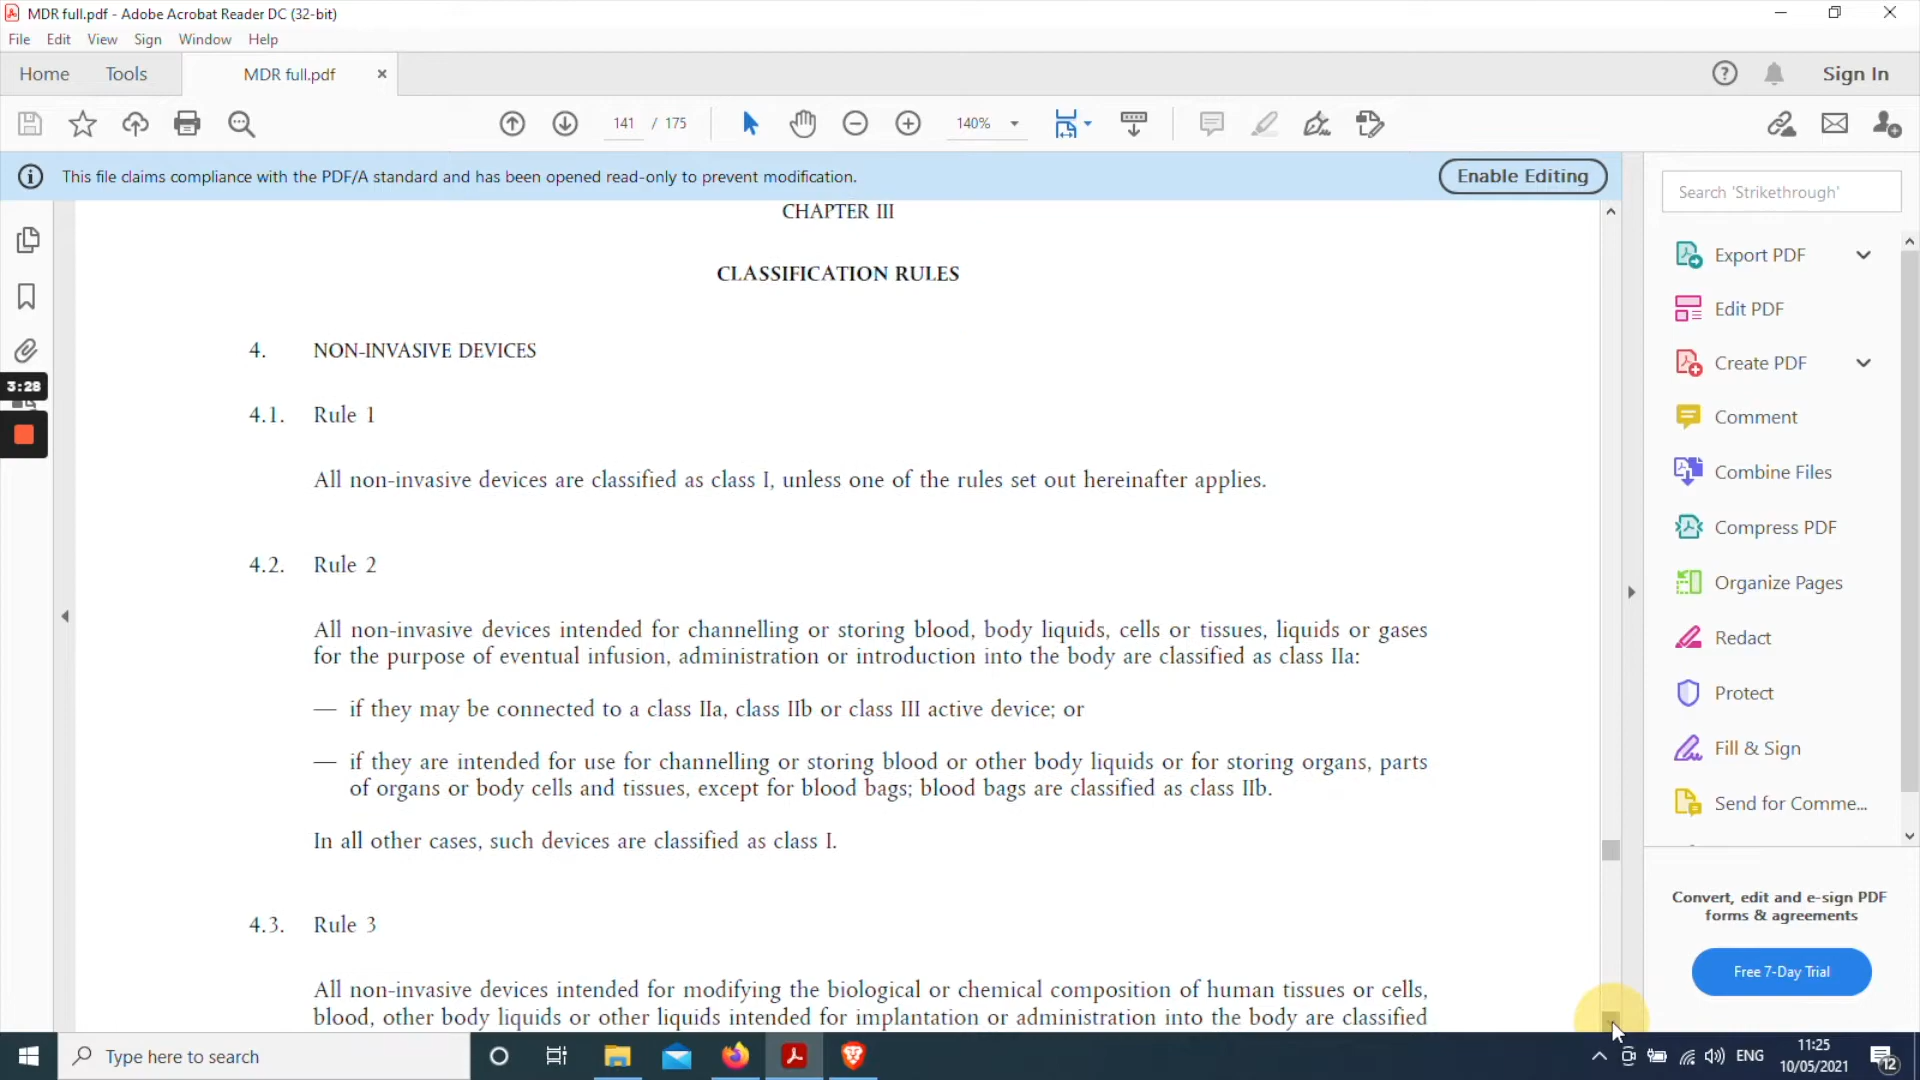 MDR full.pdf - Adobe Acrobat Reader DC (32-bit)
File Edit View Sign Window Help
Home Tools MDR full.pdf × Sign In
141 / 175 140%
This file claims compliance with the PDF/A standard and has been opened read-only to prevent modification. Enable Editing
CHAPTER III
CLASSIFICATION RULES
4. NON-INVASIVE DEVICES
4.1. Rule 1
All non-invasive devices are classified as class I, unless one of the rules set out hereinafter applies.
4.2. Rule 2
All non-invasive devices intended for channelling or storing blood, body liquids, cells or tissues, liquids or gases
for the purpose of eventual infusion, administration or introduction into the body are classified as class IIa:
— if they may be connected to a class IIa, class IIb or class III active device; or
— if they are intended for use for channelling or storing blood or other body liquids or for storing organs, parts
of organs or body cells and tissues, except for blood bags; blood bags are classified as class IIb.
In all other cases, such devices are classified as class I.
4.3. Rule 3
All non-invasive devices intended for modifying the biological or chemical composition of human tissues or cells,
blood, other body liquids or other liquids intended for implantation or administration into the body are classified
3:28
Search 'Strikethrough'
Export PDF
Edit PDF
Create PDF
Comment
Combine Files
Compress PDF
Organize Pages
Redact
Protect
Fill & Sign
Send for Comme...
Convert, edit and e-sign PDF
forms & agreements
Free 7-Day Trial
Type here to search
ENG
11:25
10/05/2021
12